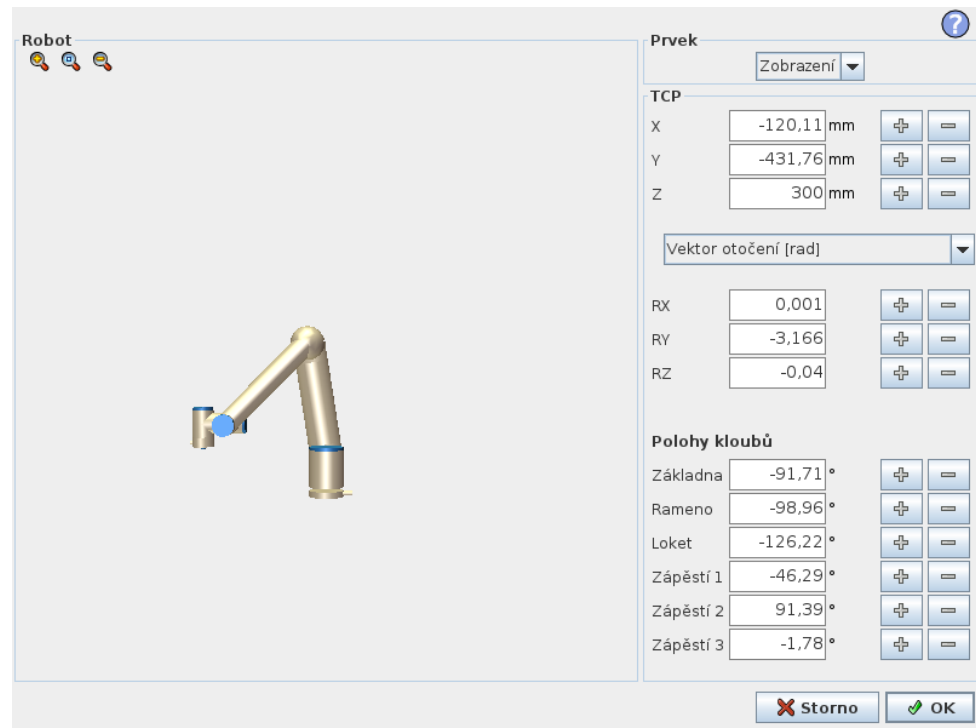 ?
Robot
Prvek
Zobrazení
TCP
X -120,11 mm
Y -431,76 mm
Z 300 mm
Vektor otočení [rad]
RX 0,001
RY -3,166
RZ -0,04
Polohy kloubů
Základna -91,71 °
Rameno -98,96 °
Loket -126,22 °
Zápěstí 1 -46,29 °
Zápěstí 2 91,39 °
Zápěstí 3 -1,78 °
Storno OK